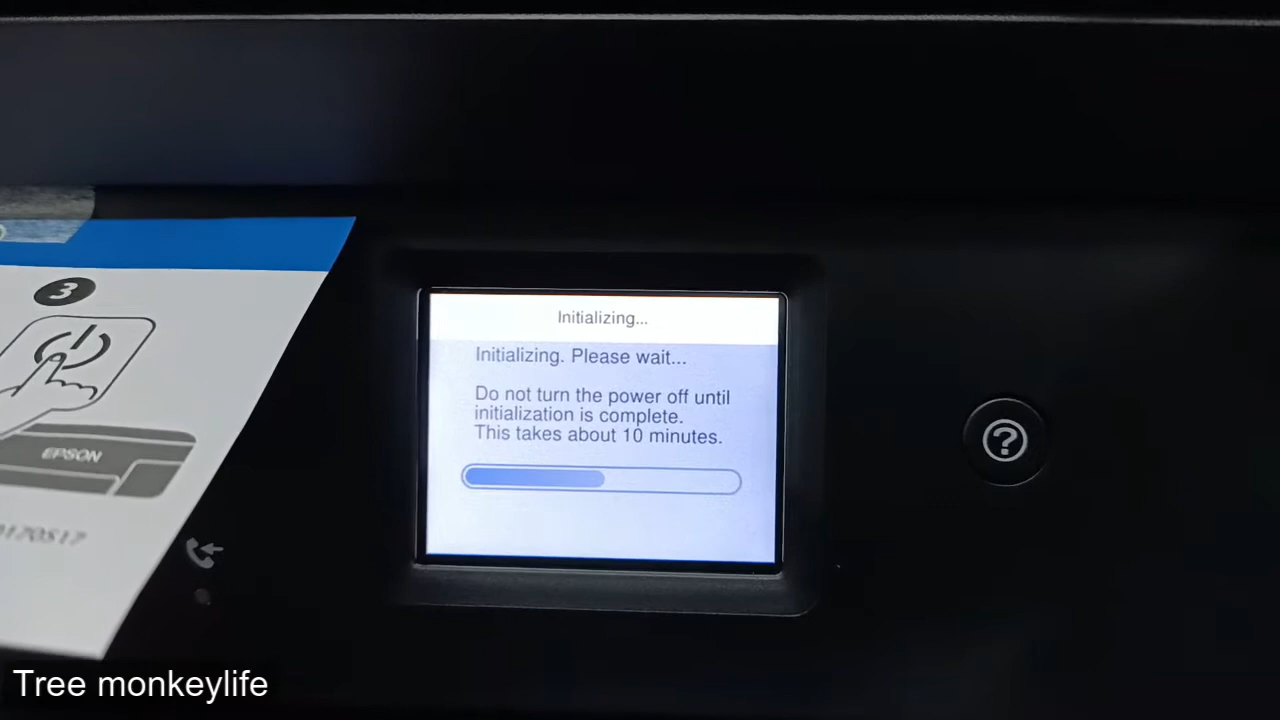 3
EPSON
Initializing...
Initializing. Please wait...
Do not turn the power off until
initialization is complete.
This takes about 10 minutes.
?
Tree monkeylife